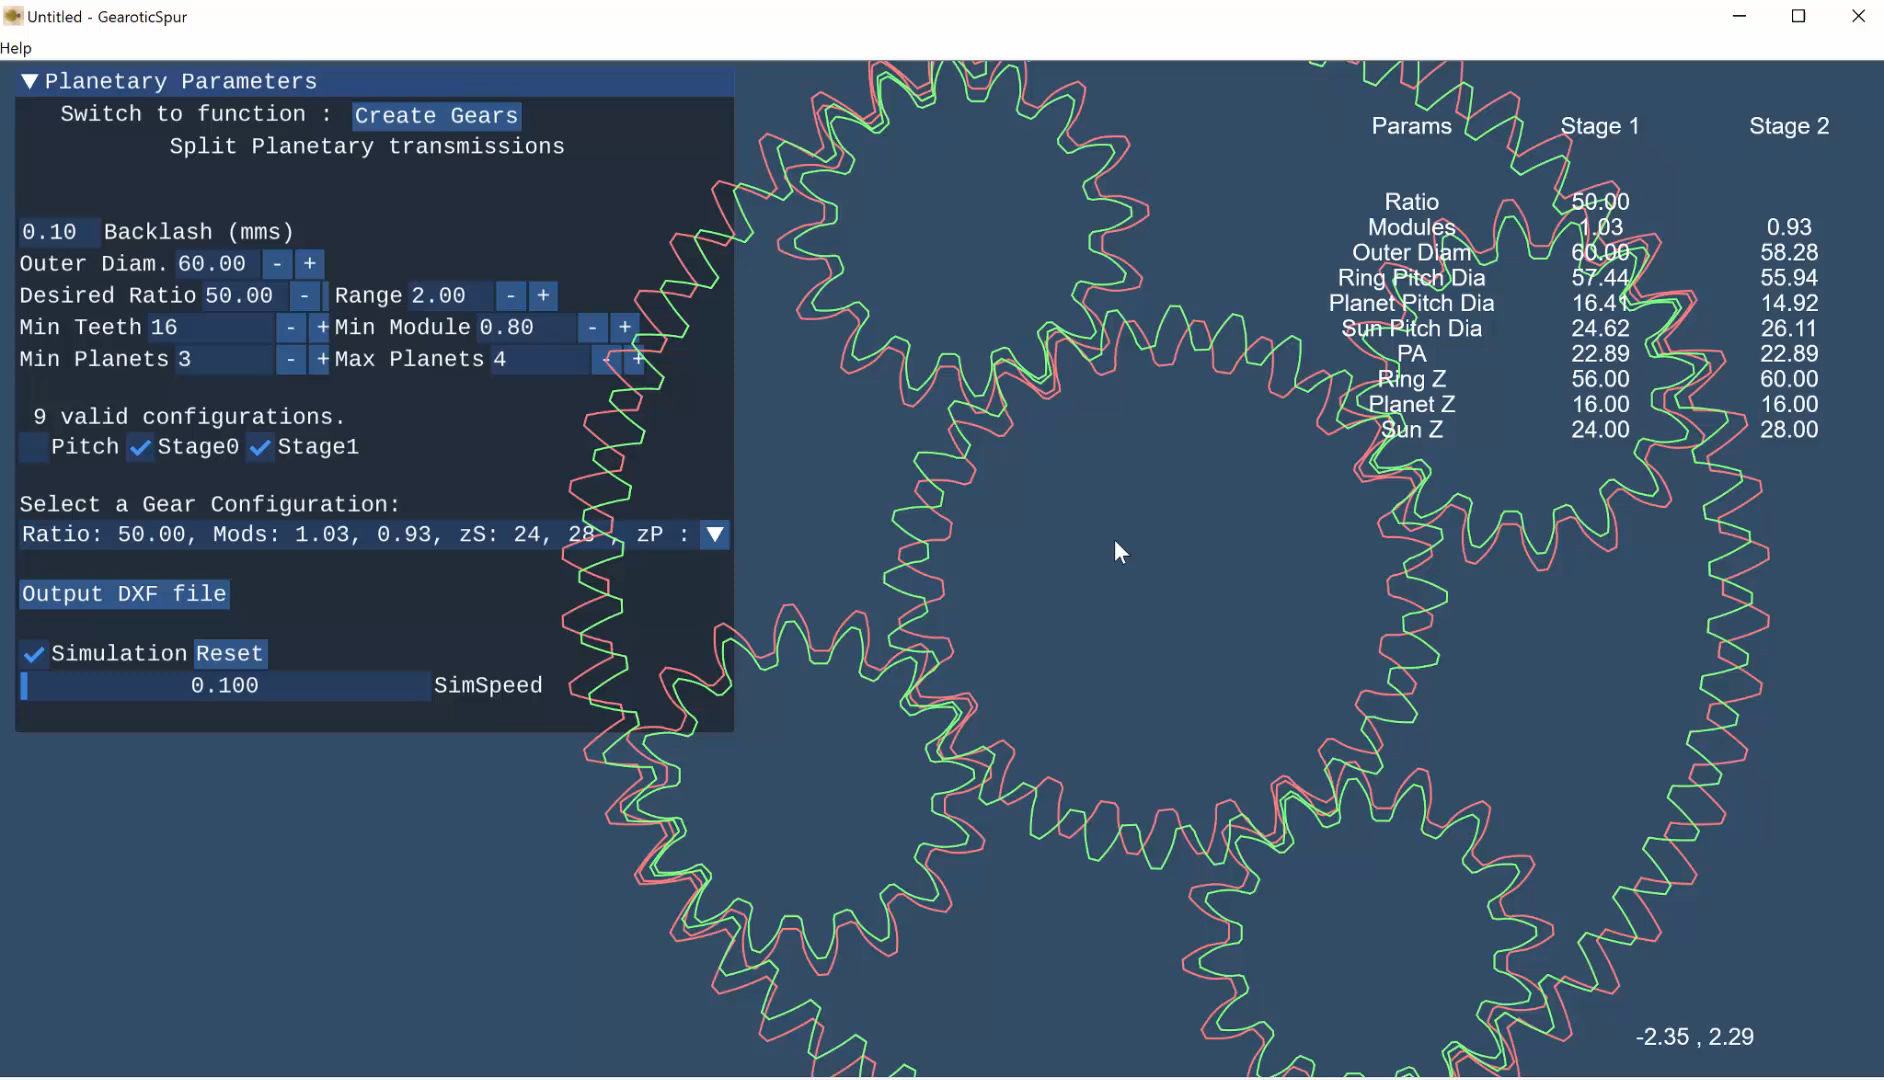 Untitled - GearoticSpur
Help
Planetary Parameters
Switch to function : Create Gears
Split Planetary transmissions
0.10 Backlash (mms)
Outer Diam. 60.00 - +
Desired Ratio 50.00 - Range 2.00 - +
Min Teeth 16 - + Min Module 0.80 - +
Min Planets 3 - + Max Planets 4 - +
9 valid configurations.
Pitch Stage0 Stage1
Select a Gear Configuration:
Ratio: 50.00, Mods: 1.03, 0.93, zS: 24, 28 , zP :
Output DXF file
Simulation Reset
0.100 SimSpeed
Params Stage 1 Stage 2
Ratio 50.00
Modules 1.03 0.93
Outer Diam 60.00 58.28
Ring Pitch Dia 57.44 55.94
Planet Pitch Dia 16.41 14.92
Sun Pitch Dia 24.62 26.11
PA 22.89 22.89
Ring Z 56.00 60.00
Planet Z 16.00 16.00
Sun Z 24.00 28.00
-2.35 , 2.29